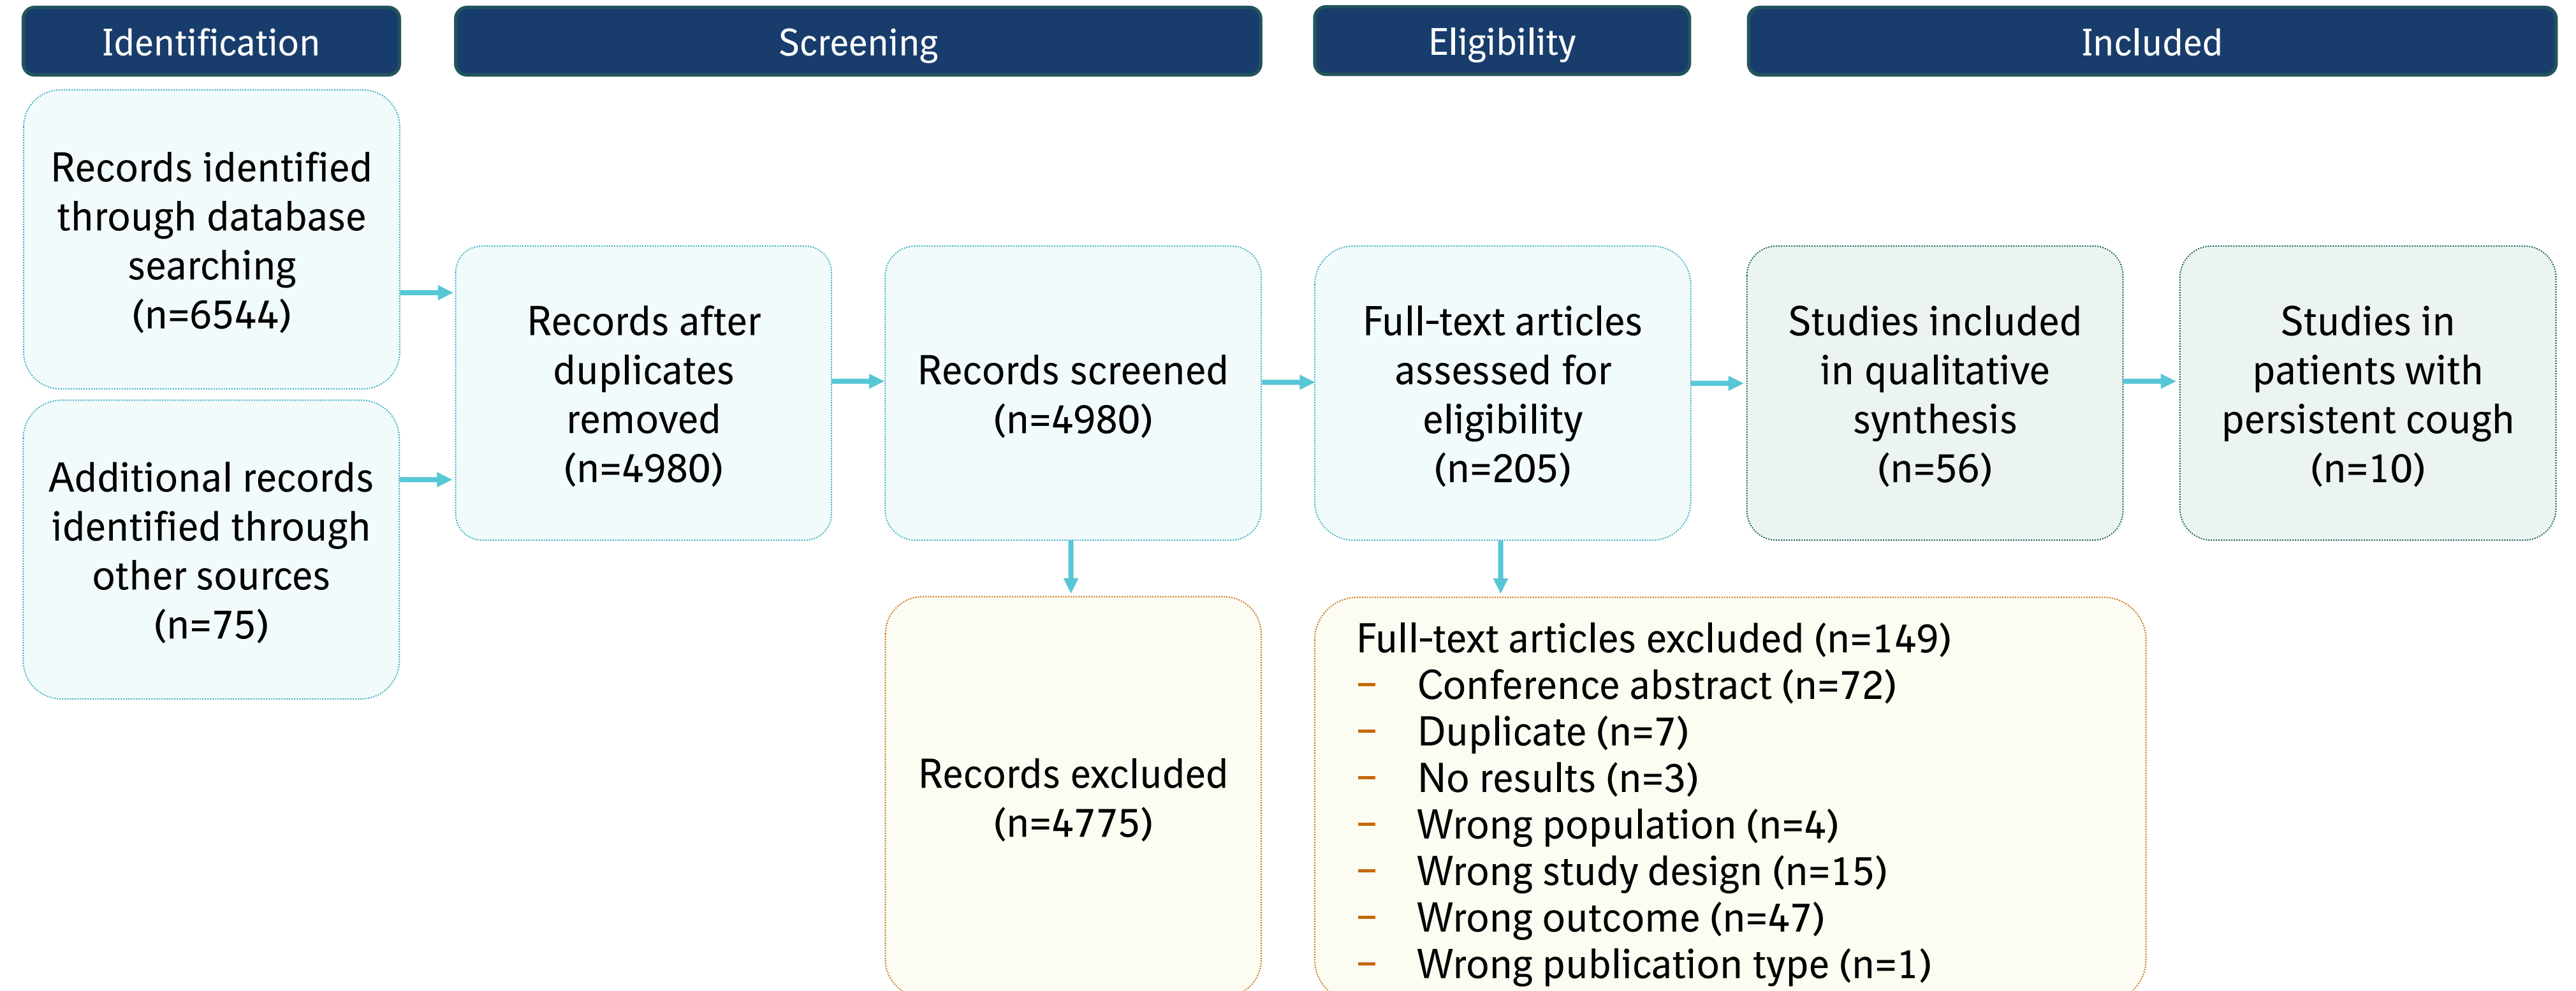 Identification
Screening
Eligibility
Included
Records identified
through database
searching
(n=6544)
Additional records
identified through
other sources
(n=75)
Records after
duplicates
removed
(n=4980)
Records screened
(n=4980)
Records excluded
(n=4775)
Full-text articles
assessed for
eligibility
(n=205)
Full-text articles excluded (n=149)
– Conference abstract (n=72)
– Duplicate (n=7)
– No results (n=3)
– Wrong population (n=4)
– Wrong study design (n=15)
– Wrong outcome (n=47)
– Wrong publication type (n=1)
Studies included
in qualitative
synthesis
(n=56)
Studies in
patients with
persistent cough
(n=10)